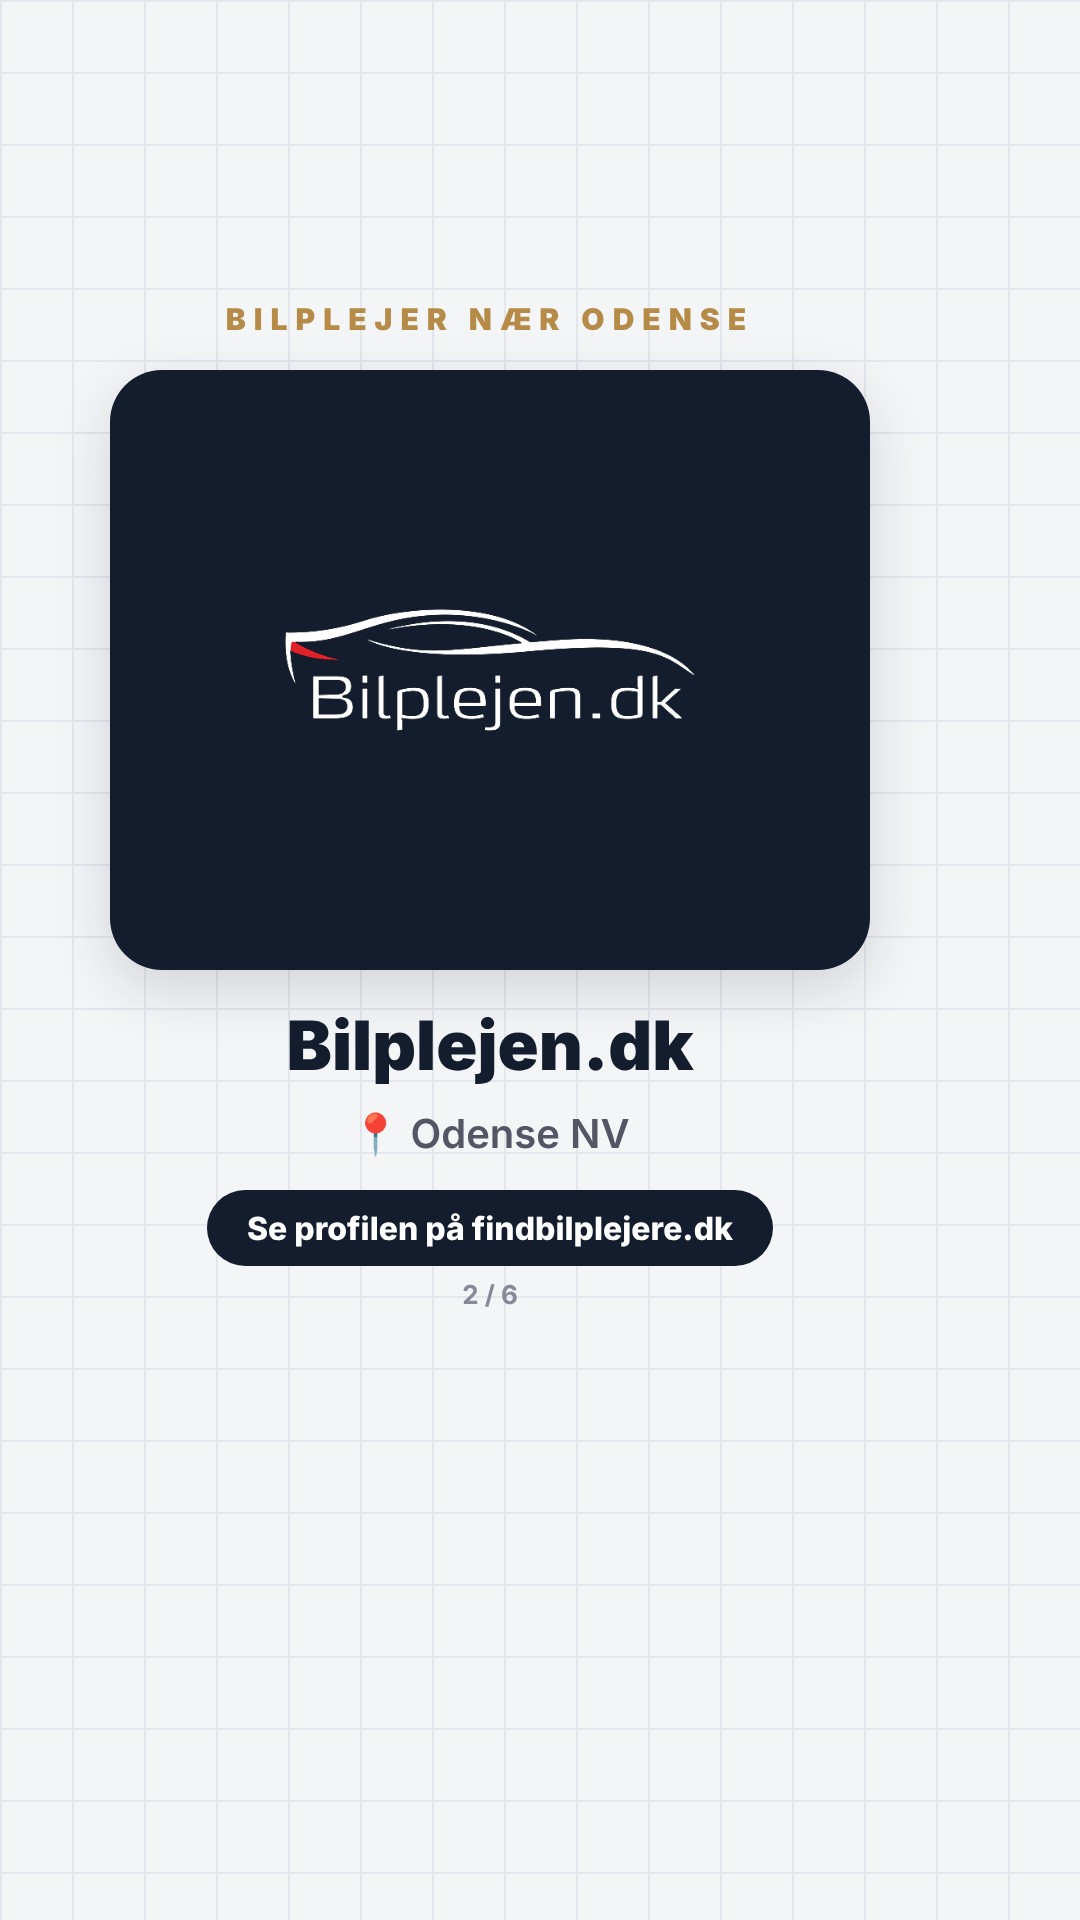 BILPLEJER NÆR ODENSE
Bilplejen.dk
Bilplejen.dk
📍 Odense NV
Se profilen på findbilplejere.dk
2 / 6